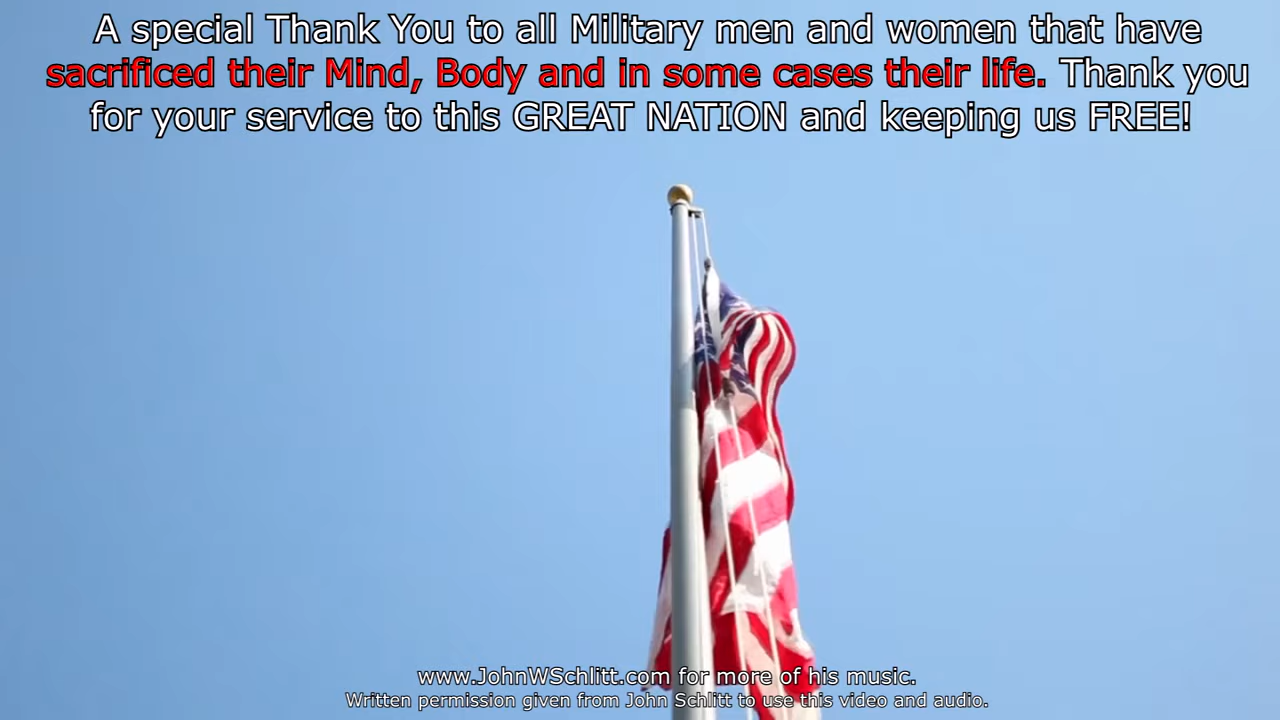 A special Thank You to all Military men and women that have
sacrificed their Mind, Body and in some cases their life. Thank you
for your service to this GREAT NATION and keeping us FREE!
www.JohnWSchlitt.com for more of his music.
Written permission given from John Schlitt to use this video and audio.